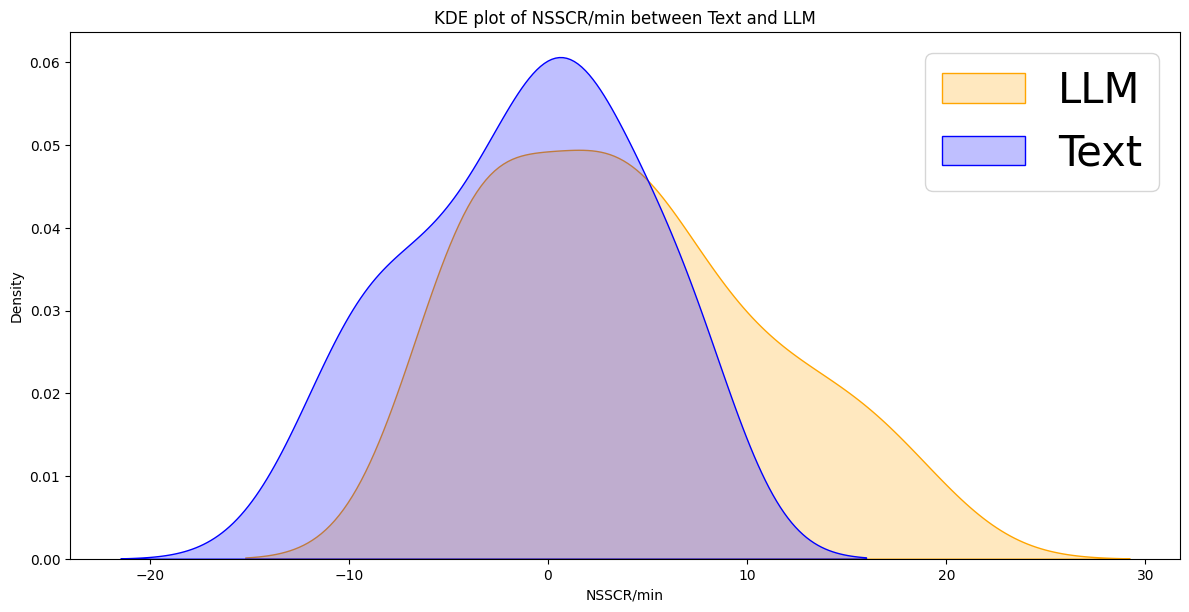 KDE plot of NSSCR/min between Text and LLM
LLM
Text
Density
0.06
0.05
0.04
0.03
0.02
0.01
0.00
−20
−10
0
10
20
30
NSSCR/min